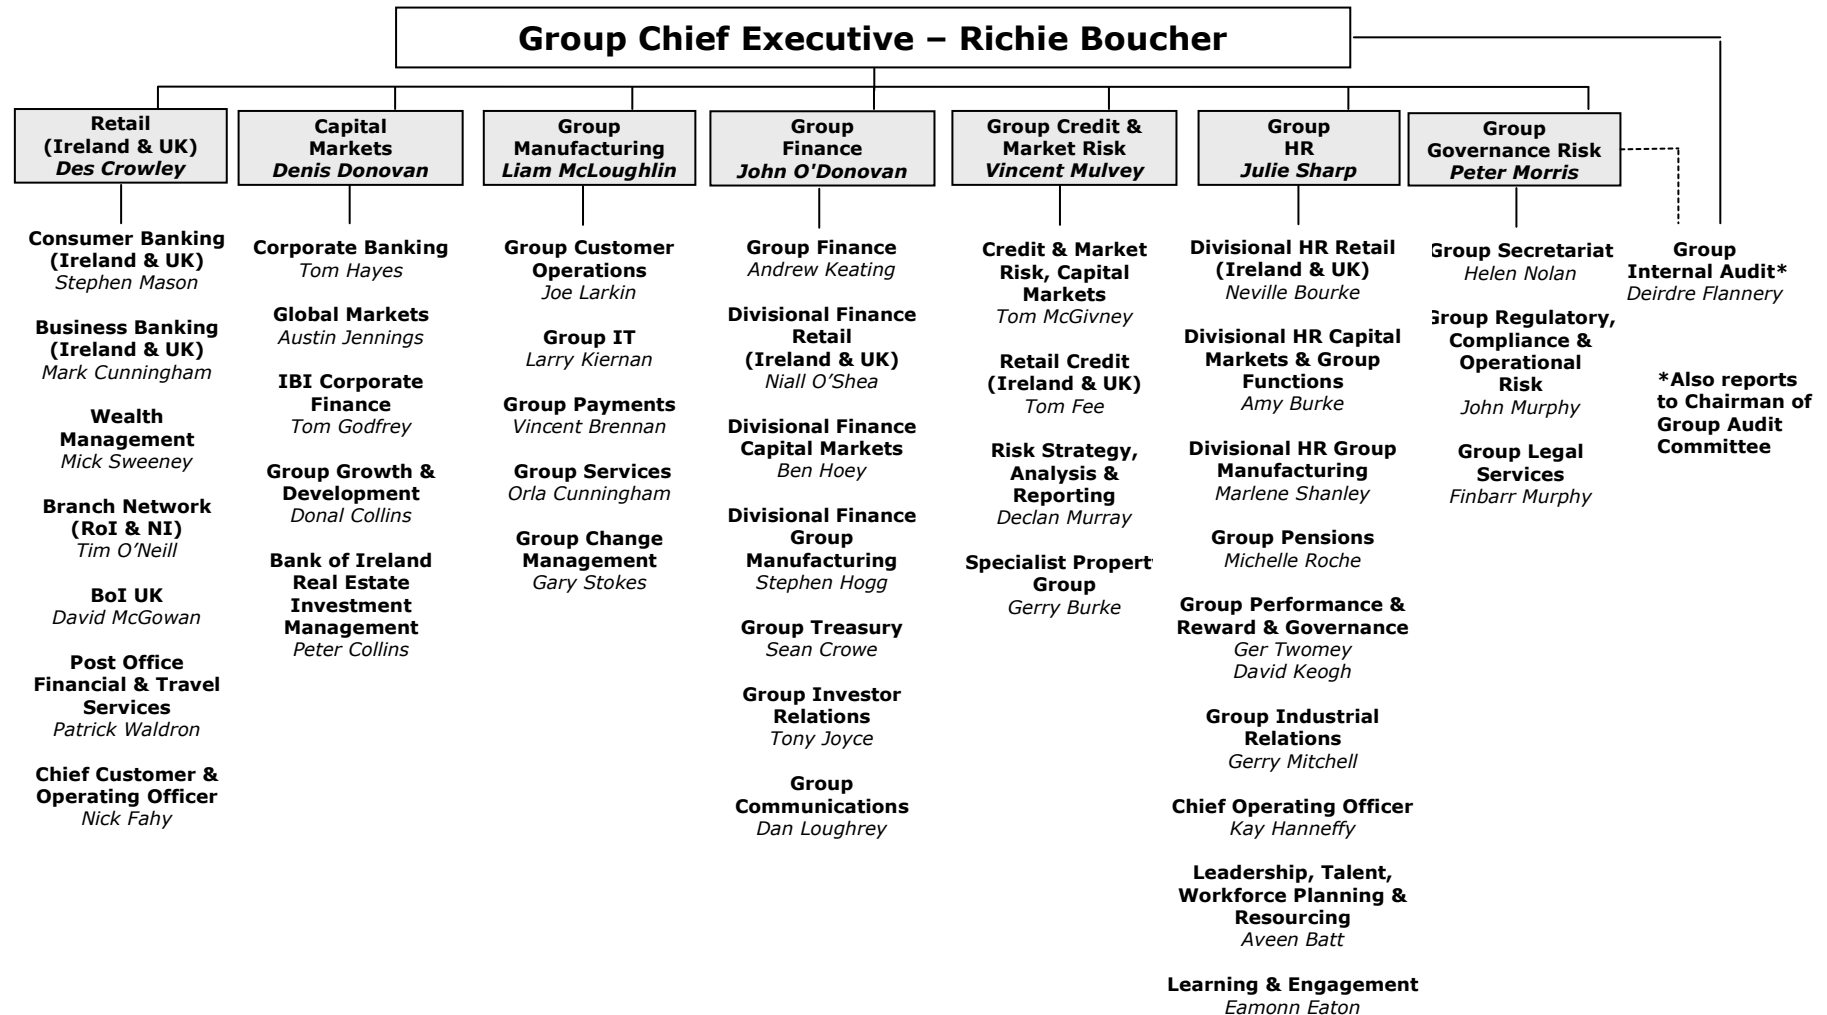 Group Chief Executive – Richie Boucher
Retail
(Ireland & UK)
Des Crowley
Consumer Banking
(Ireland & UK)
Stephen Mason
Business Banking
(Ireland & UK)
Mark Cunningham
Wealth
Management
Mick Sweeney
Branch Network
(RoI & NI)
Tim O’Neill
BoI UK
David McGowan
Post Office
Financial & Travel
Services
Patrick Waldron
Chief Customer &
Operating Officer
Nick Fahy
Capital
Markets
Denis Donovan
Corporate Banking
Tom Hayes
Global Markets
Austin Jennings
IBI Corporate
Finance
Tom Godfrey
Group Growth &
Development
Donal Collins
Bank of Ireland
Real Estate
Investment
Management
Peter Collins
Group
Manufacturing
Liam McLoughlin
Group Customer
Operations
Joe Larkin
Group IT
Larry Kiernan
Group Payments
Vincent Brennan
Group Services
Orla Cunningham
Group Change
Management
Gary Stokes
Group
Finance
John O'Donovan
Group Finance
Andrew Keating
Divisional Finance
Retail
(Ireland & UK)
Niall O’Shea
Divisional Finance
Capital Markets
Ben Hoey
Divisional Finance
Group
Manufacturing
Stephen Hogg
Group Treasury
Sean Crowe
Group Investor
Relations
Tony Joyce
Group
Communications
Dan Loughrey
Group Credit &
Market Risk
Vincent Mulvey
Credit & Market
Risk, Capital
Markets
Tom McGivney
Retail Credit
(Ireland & UK)
Tom Fee
Risk Strategy,
Analysis &
Reporting
Declan Murray
Specialist Property
Group
Gerry Burke
Group
HR
Julie Sharp
Divisional HR Retail
(Ireland & UK)
Neville Bourke
Divisional HR Capital
Markets & Group
Functions
Amy Burke
Divisional HR Group
Manufacturing
Marlene Shanley
Group Pensions
Michelle Roche
Group Performance &
Reward & Governance
Ger Twomey
David Keogh
Group Industrial
Relations
Gerry Mitchell
Chief Operating Officer
Kay Hanneffy
Leadership, Talent,
Workforce Planning &
Resourcing
Aveen Batt
Learning & Engagement
Eamonn Eaton
Group
Governance Risk
Peter Morris
Group Secretariat
Helen Nolan
Group Regulatory,
Compliance &
Operational
Risk
John Murphy
Group Legal
Services
Finbarr Murphy
Group
Internal Audit*
Deirdre Flannery
*Also reports
to Chairman of
Group Audit
Committee